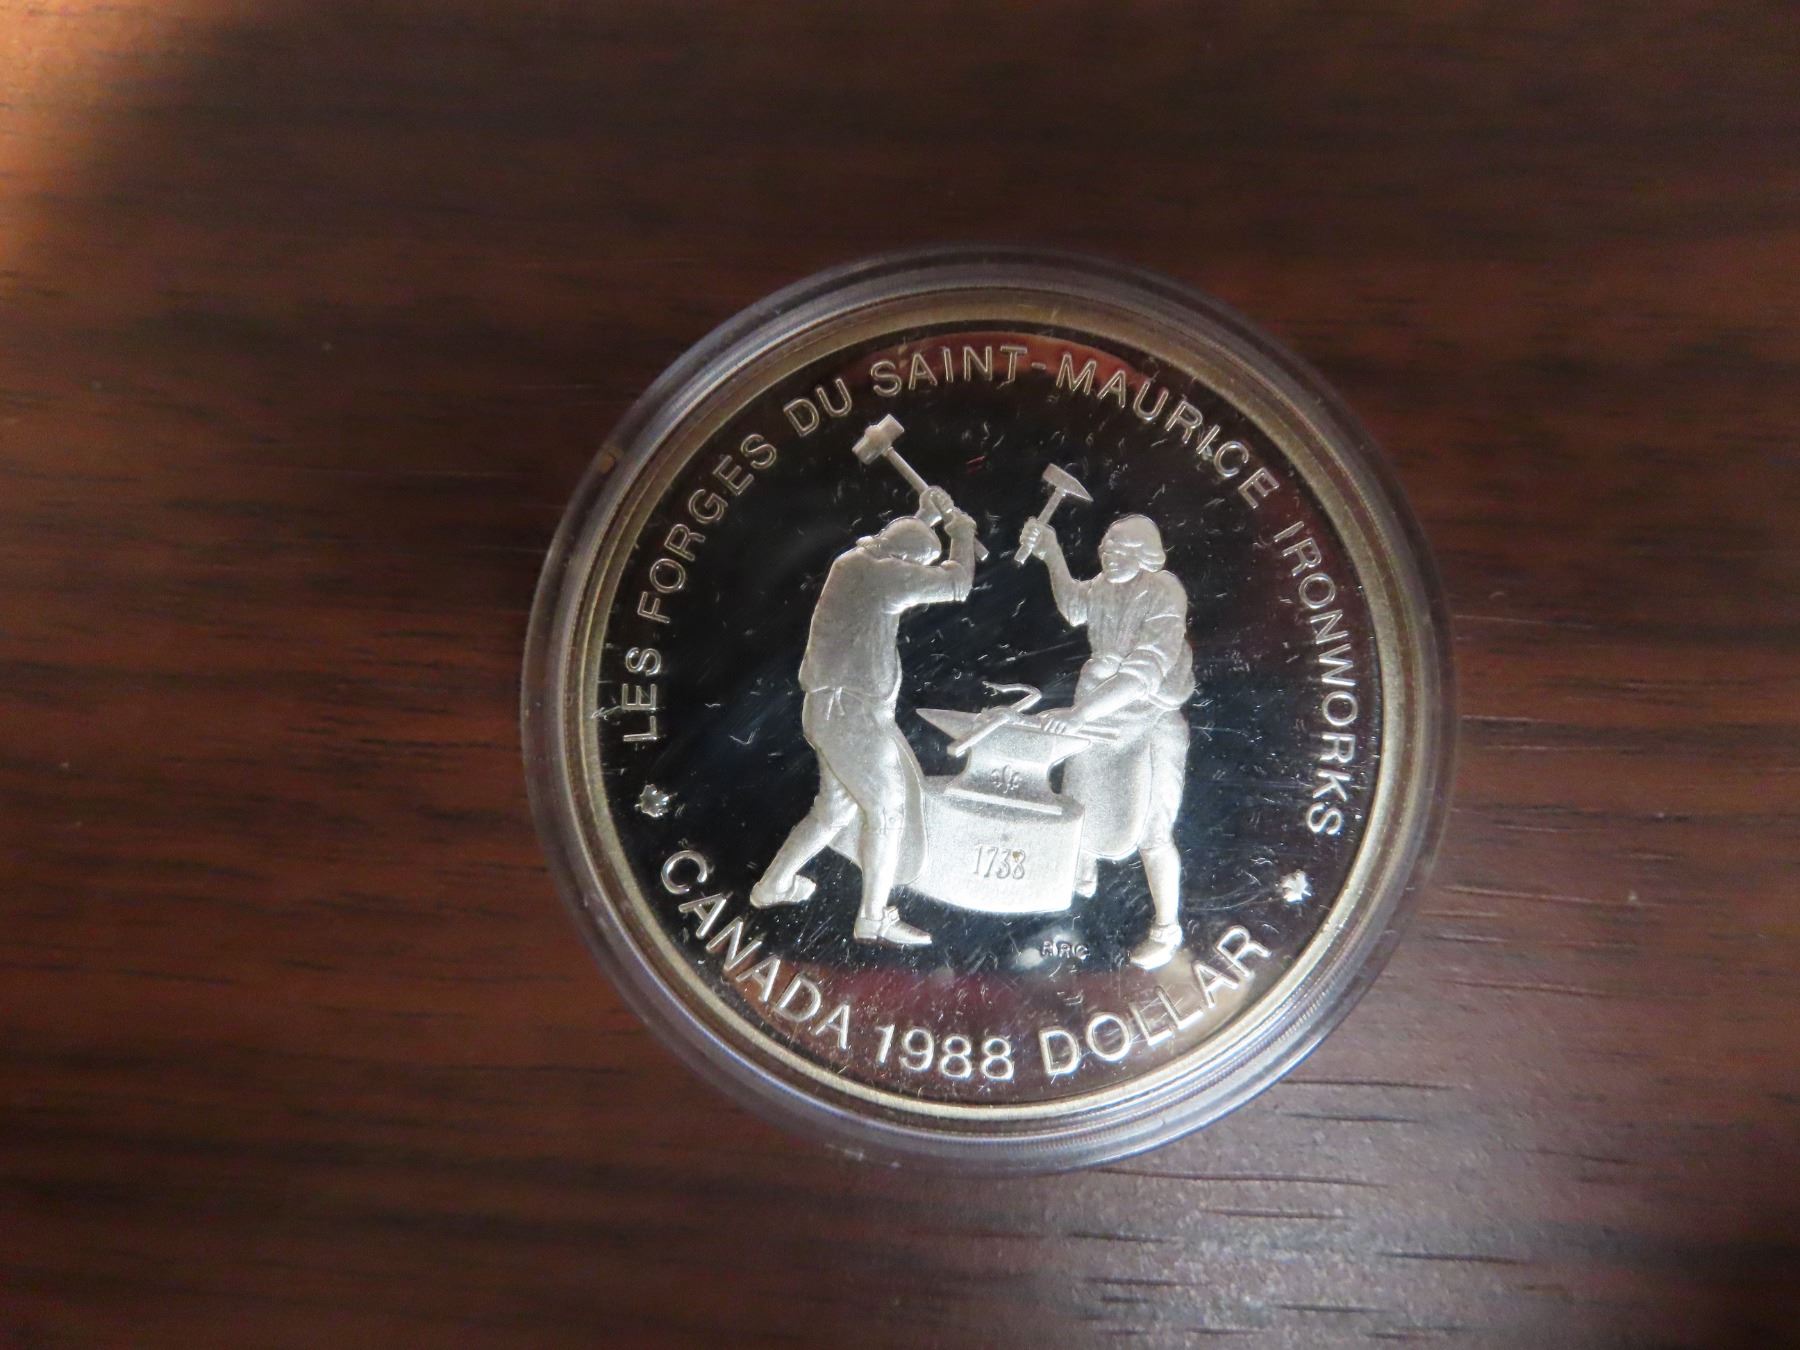 LES FORGES DU SAINT-MAURICE IRONWORKS
1738
RRC
CANADA 1988 DOLLAR